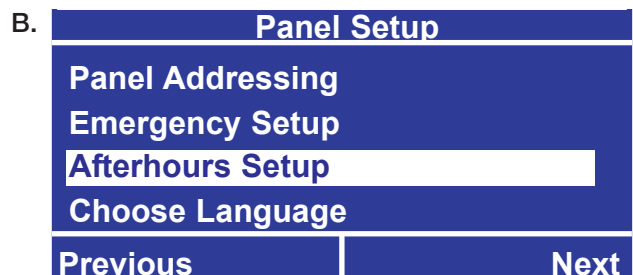 B.
Panel Setup
Panel Addressing
Emergency Setup
Afterhours Setup
Choose Language
Previous Next